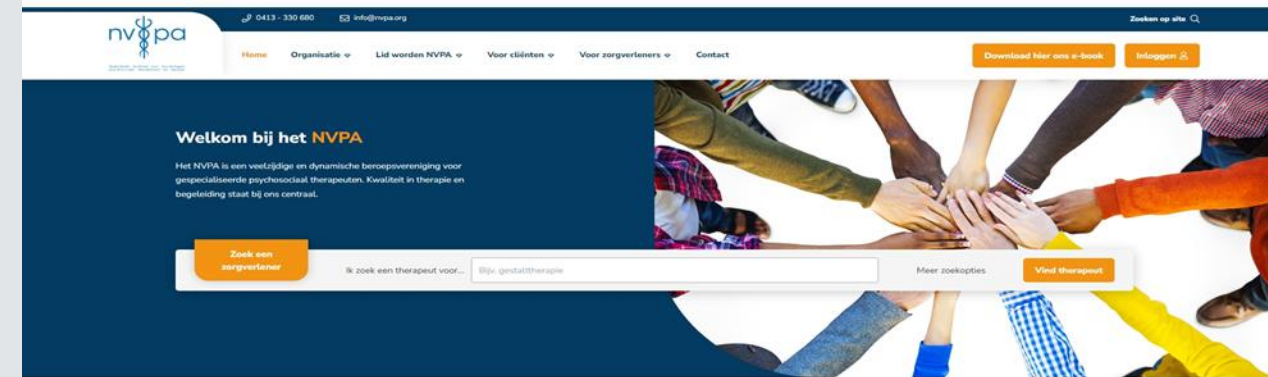 0413 - 330 680
info@nvpa.org
Zoeken op site
nvpa
Home
Organisatie
Lid worden NVPA
Voor cliënten
Voor zorgverleners
Contact
Download hier ons e-book
Inloggen
Welkom bij het NVPA
Het NVPA is een veelzijdige en dynamische beroepsvereniging voor
gespecialiseerde psychosociaal therapeuten. Kwaliteit in therapie en
begeleiding staat bij ons centraal.
Zoek een
zorgverlener
Ik zoek een therapeut voor...
Bijv. gestalttherapie
Meer zoekopties
Vind therapeut